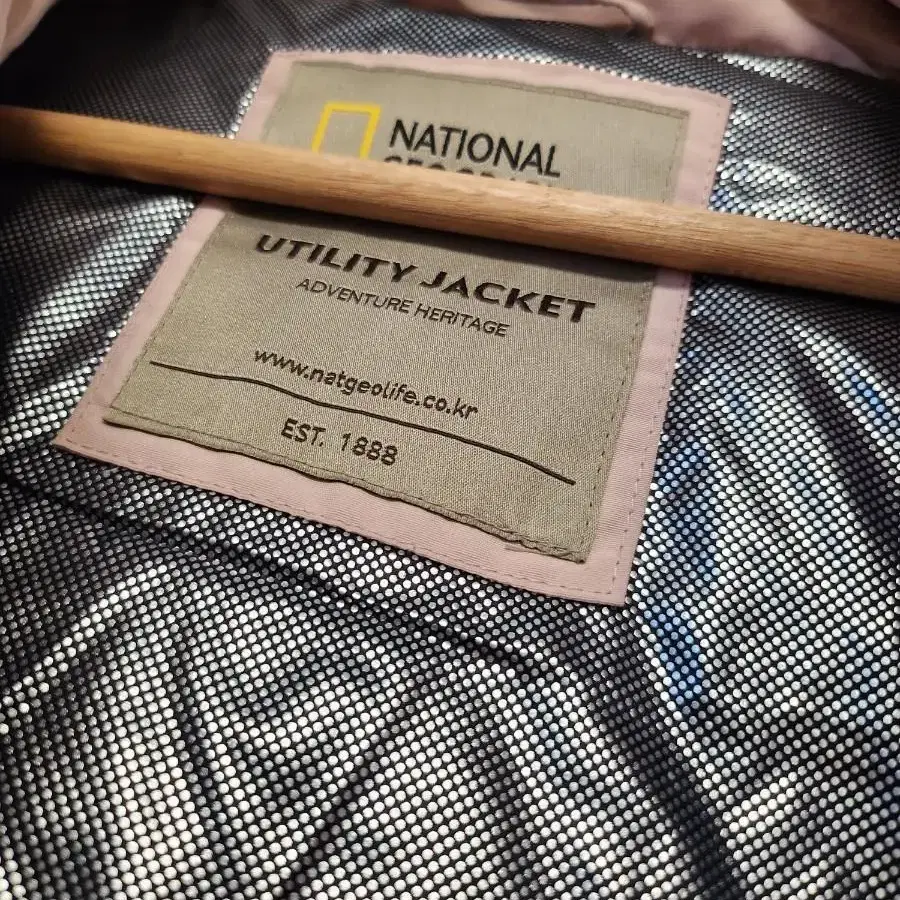 NATIONAL
UTILITY JACKET
ADVENTURE HERITAGE
www.natgeolife.co.kr
EST. 1888